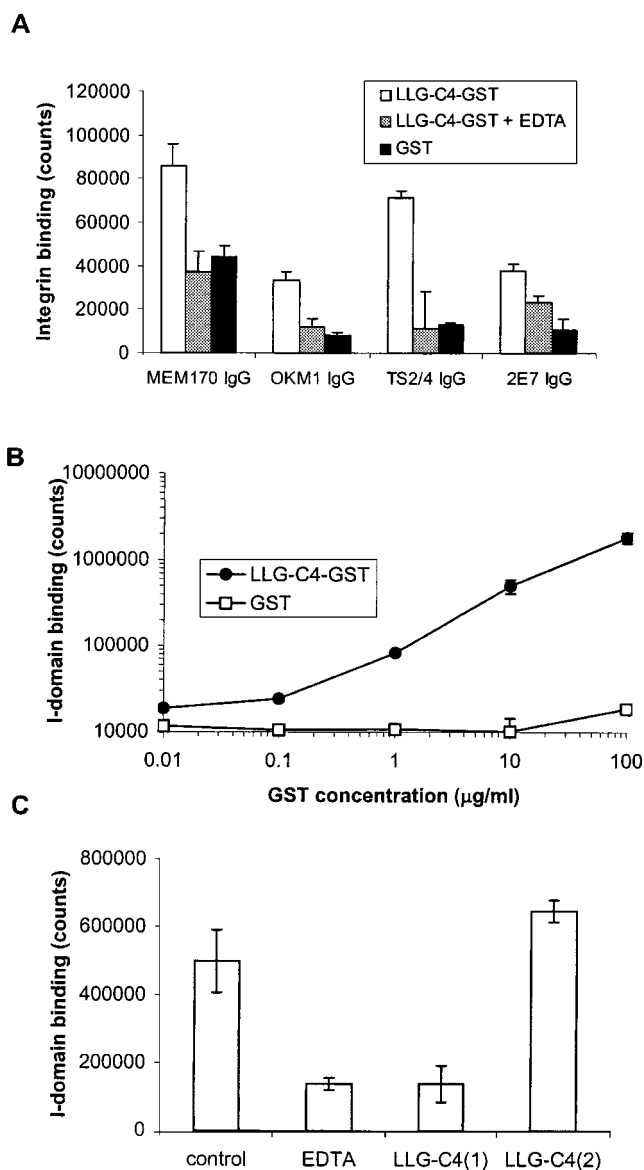 A
120000
100000
80000
60000
40000
20000
0
Integrin binding (counts)
LLG-C4-GST
LLG-C4-GST + EDTA
GST
MEM170 IgG OKM1 IgG TS2/4 IgG 2E7 IgG
B
10000000
1000000
100000
10000
I-domain binding (counts)
LLG-C4-GST
GST
0.01 0.1 1 10 100
GST concentration (µg/ml)
C
800000
600000
400000
200000
0
I-domain binding (counts)
control EDTA LLG-C4(1) LLG-C4(2)